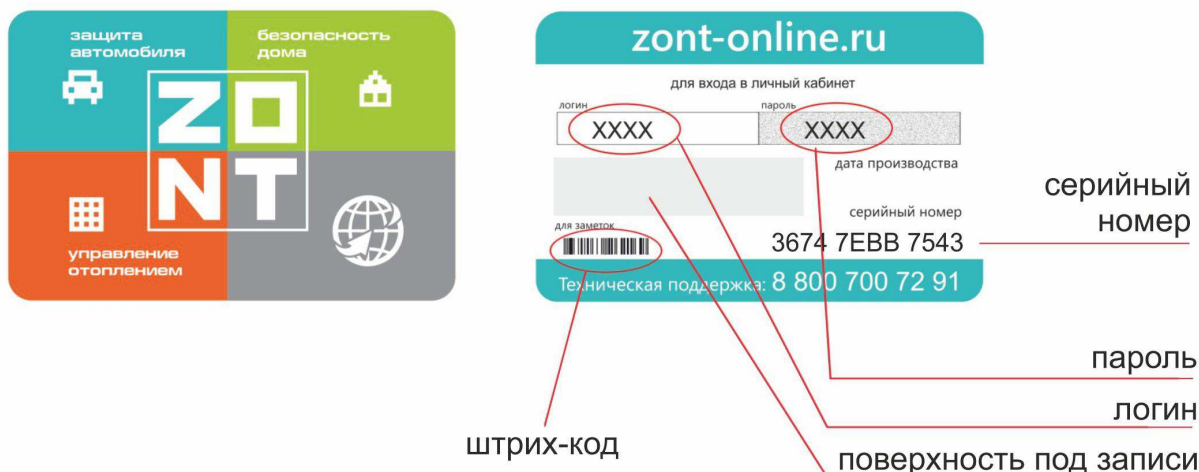 защита
автомобиля
безопасность
дома
ZO
NT
управление
отоплением
zont-online.ru
для входа в личный кабинет
логин
пароль
XXXX
XXXX
дата производства
серийный номер
для заметок
3674 7EBB 7543
Техническая поддержка: 8 800 700 72 91
серийный
номер
пароль
логин
штрих-код
поверхность под записи